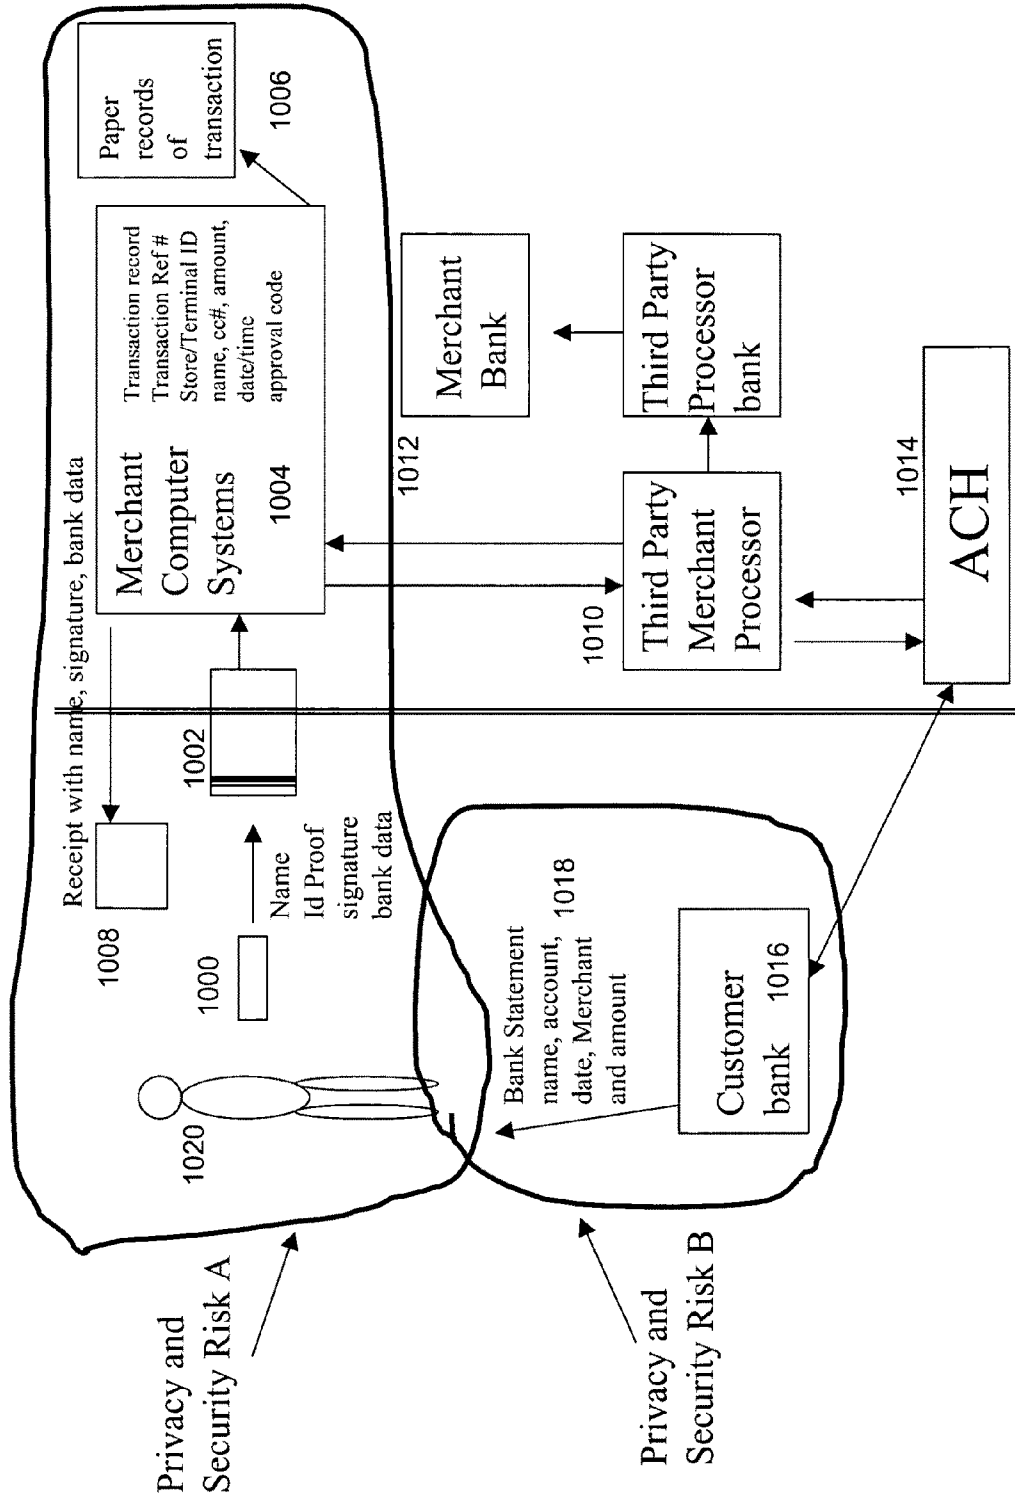 Privacy and
Security Risk A
1020
1008
1000
Receipt with name, signature, bank data
Name
Id Proof
signature
bank data
1002
Merchant
Computer
Systems
1004
Transaction record
Transaction Ref #
Store/Terminal ID
name, cc#, amount,
date/time
approval code
Paper
records
of
transaction
1006
Privacy and
Security Risk B
Bank Statement
name, account,
date, Merchant
and amount
1018
Customer
bank
1016
1012
Merchant
Bank
1010
Third Party
Merchant
Processor
Third Party
Processor
bank
1014
ACH